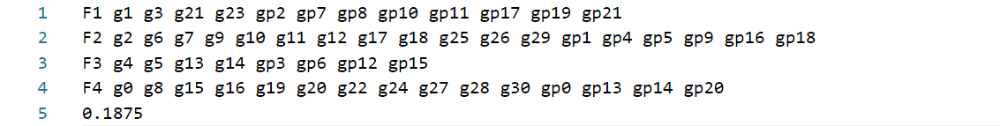 1 F1 g1 g3 g21 g23 gp2 gp7 gp8 gp10 gp11 gp17 gp19 gp21
2 F2 g2 g6 g7 g9 g10 g11 g12 g17 g18 g25 g26 g29 gp1 gp4 gp5 gp9 gp16 gp18
3 F3 g4 g5 g13 g14 gp3 gp6 gp12 gp15
4 F4 g0 g8 g15 g16 g19 g20 g22 g24 g27 g28 g30 gp0 gp13 gp14 gp20
5 0.1875